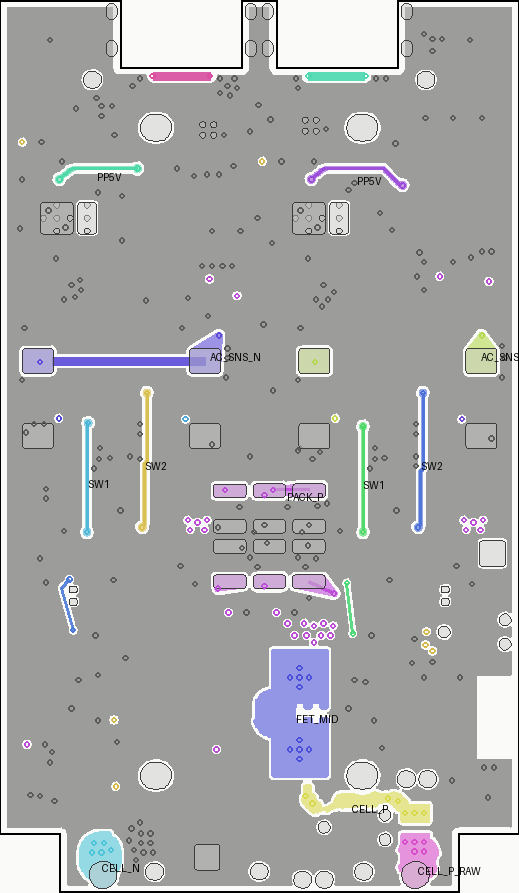 PP5V
PP5V
AC_SNS_N
AC_SNS
SW2
SW2
SW1
SW1
PACK_P
FET_MID
CELL_P
CELL_N
CELL_P_RAW